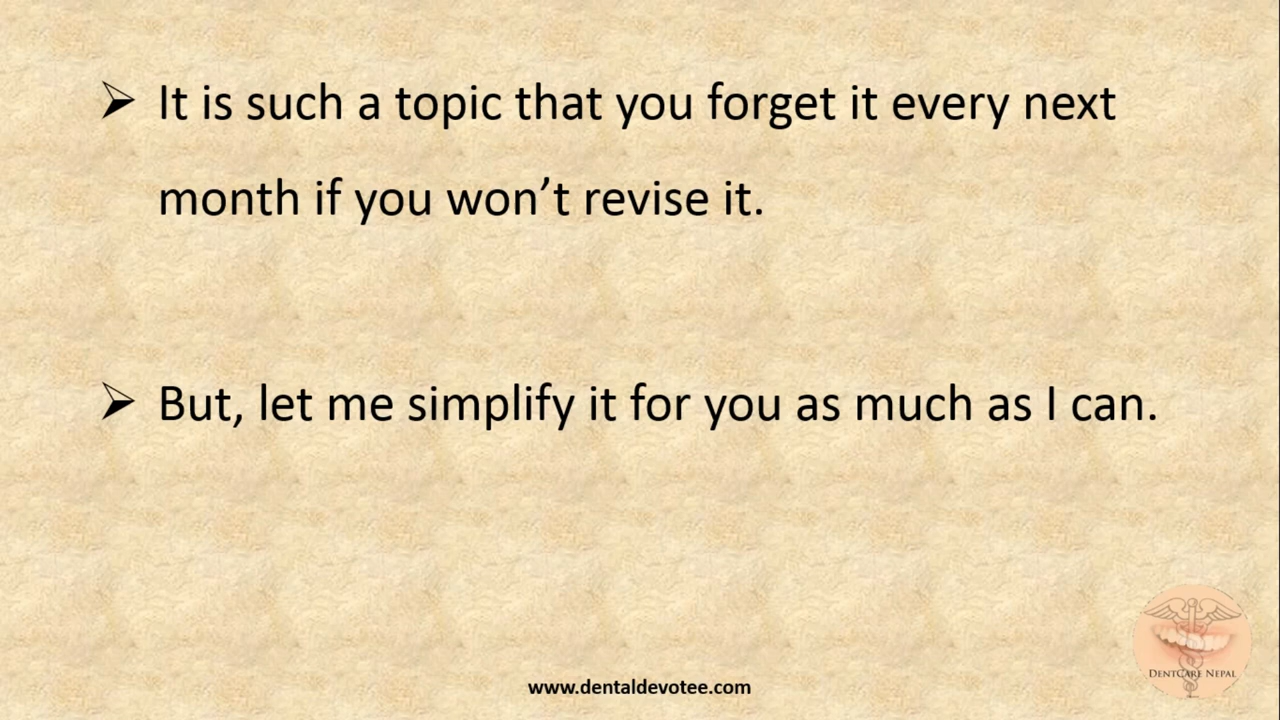 ➢ It is such a topic that you forget it every next
month if you won’t revise it.
➢ But, let me simplify it for you as much as I can.
www.dentaldevotee.com
DENTCARE NEPAL